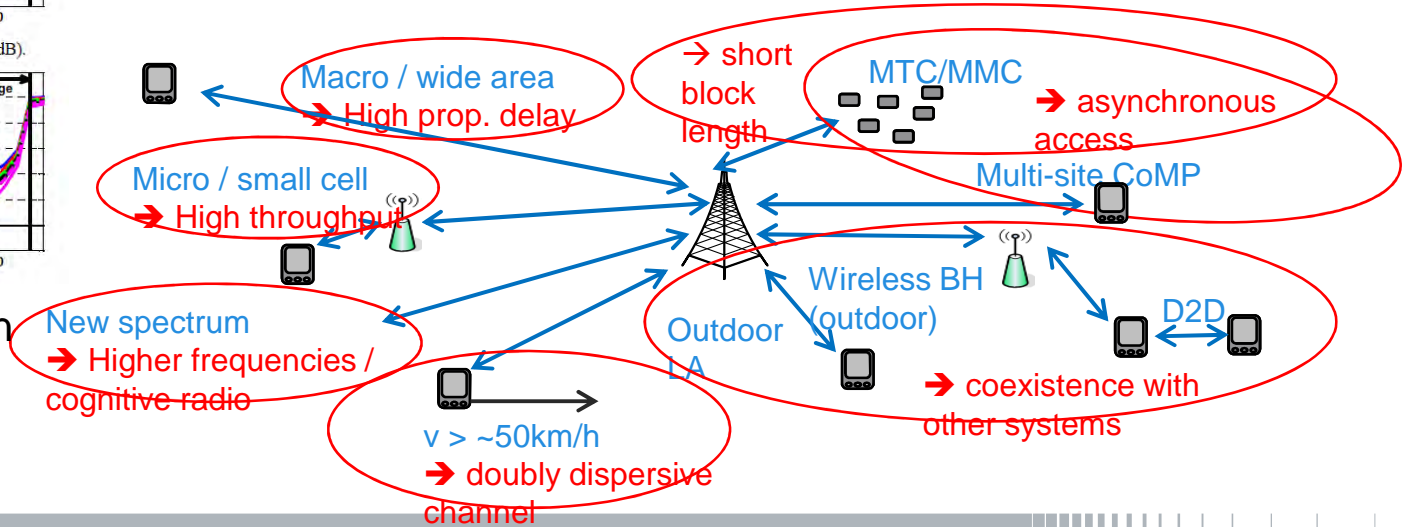 dB).
Macro / wide area
➔ High prop. delay
→ short
block
length
MTC/MMC
➔ asynchronous
access
Micro / small cell
➔ High throughput
Multi-site CoMP
New spectrum
➔ Higher frequencies /
cognitive radio
Wireless BH
(outdoor)
Outdoor
LA
D2D
➔ coexistence with
other systems
v > ~50km/h
➔ doubly dispersive
channel